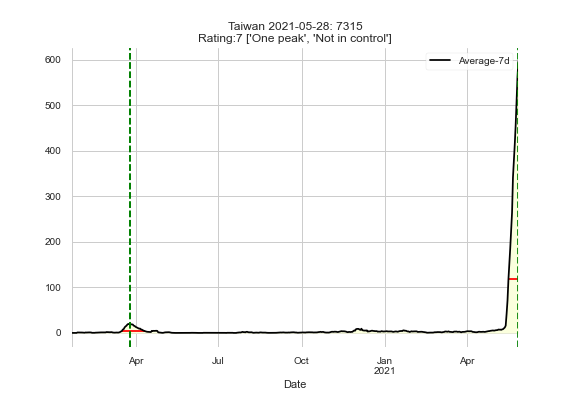 Taiwan 2021-05-28: 7315
Rating:7 ['One peak', 'Not in control']
Average-7d
600
500
400
300
200
100
0
Apr
Jul
Oct
Jan
2021
Apr
Date